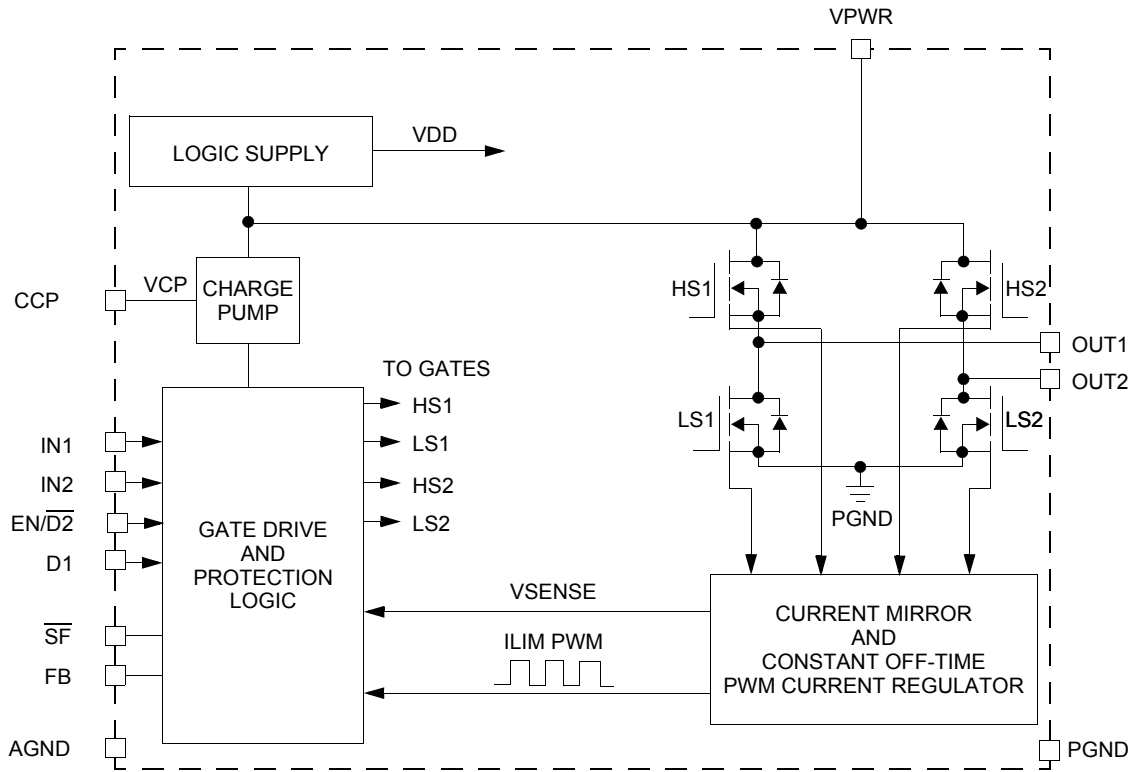 VPWR
LOGIC SUPPLY
VDD
CCP
VCP
CHARGE
PUMP
HS1
HS2
OUT1
OUT2
TO GATES
HS1
LS1
HS2
LS2
LS1
LS2
PGND
IN1
IN2
EN/D2
D1
SF
FB
AGND
GATE DRIVE
AND
PROTECTION
LOGIC
VSENSE
ILIM PWM
CURRENT MIRROR
AND
CONSTANT OFF-TIME
PWM CURRENT REGULATOR
PGND